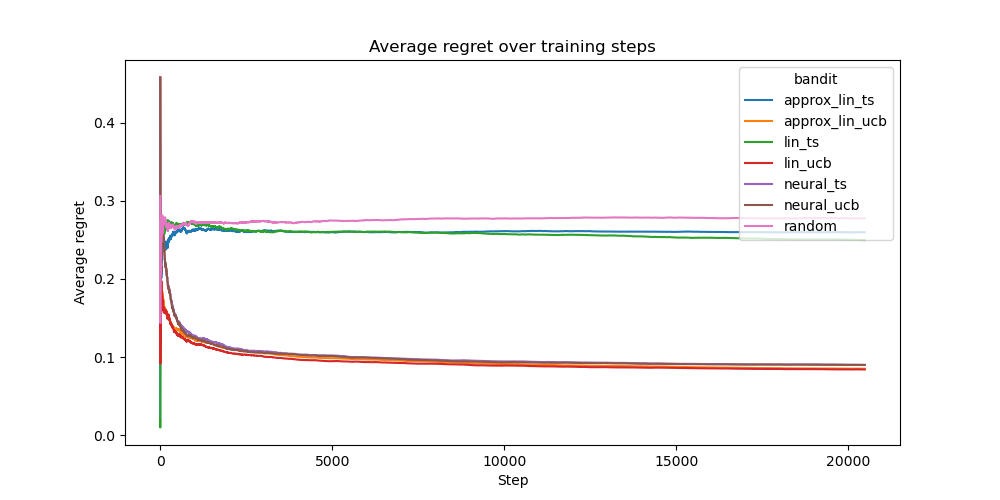 Average regret over training steps
Average regret
0.4
0.3
0.2
0.1
0.0
0
5000
10000
15000
20000
Step
bandit
approx_lin_ts
approx_lin_ucb
lin_ts
lin_ucb
neural_ts
neural_ucb
random